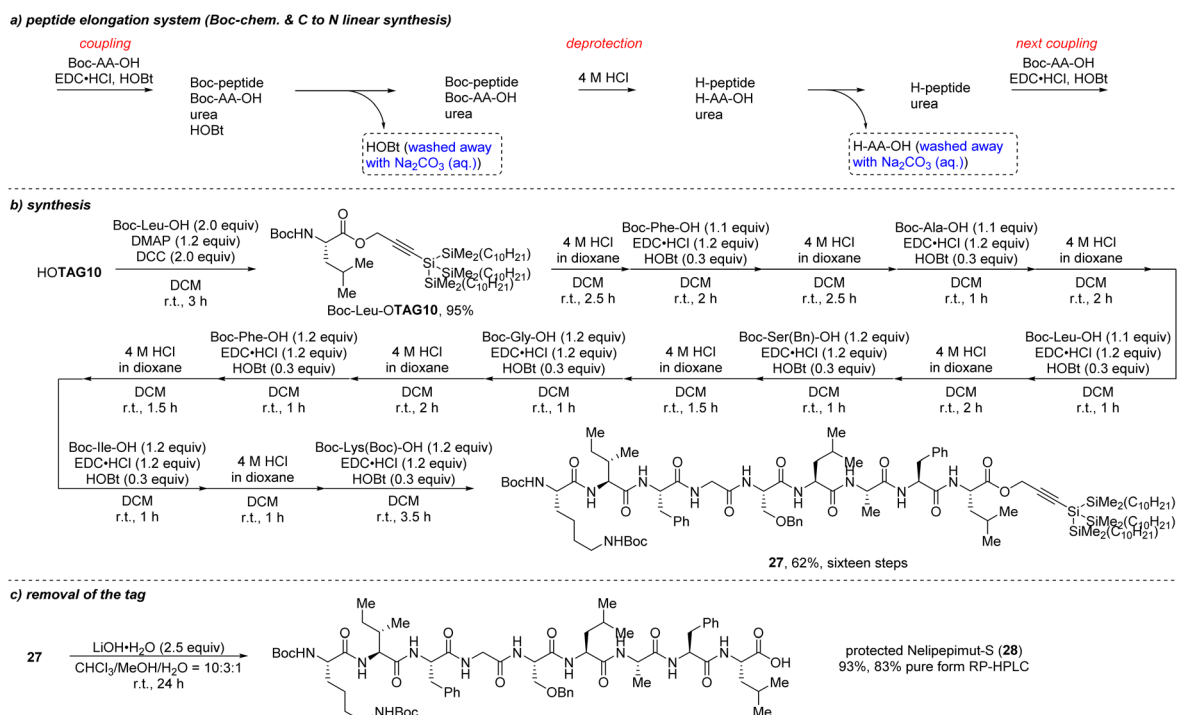 a) peptide elongation system (Boc-chem. & C to N linear synthesis)
coupling
Boc-AA-OH
EDC•HCl, HOBt
Boc-peptide
Boc-AA-OH
urea
HOBt
HOBt (washed away
with Na₂CO₃ (aq.))
Boc-peptide
Boc-AA-OH
urea
deprotection
4 M HCl
H-peptide
H-AA-OH
urea
H-AA-OH (washed away
with Na₂CO₃ (aq.))
H-peptide
urea
next coupling
Boc-AA-OH
EDC•HCl, HOBt
b) synthesis
HOTAG10
Boc-Leu-OH (2.0 equiv)
DMAP (1.2 equiv)
DCC (2.0 equiv)
DCM
r.t., 3 h
BocHN
O
O
Me
Me
Si
SiMe₂(C₁₀H₂₁)
SiMe₂(C₁₀H₂₁)
SiMe₂(C₁₀H₂₁)
Boc-Leu-OTAG10, 95%
4 M HCl
in dioxane
DCM
r.t., 2.5 h
Boc-Phe-OH (1.1 equiv)
EDC•HCl (1.2 equiv)
HOBt (0.3 equiv)
DCM
r.t., 2 h
4 M HCl
in dioxane
DCM
r.t., 2.5 h
Boc-Ala-OH (1.1 equiv)
EDC•HCl (1.2 equiv)
HOBt (0.3 equiv)
DCM
r.t., 1 h
4 M HCl
in dioxane
DCM
r.t., 2 h
Boc-Leu-OH (1.1 equiv)
EDC•HCl (1.2 equiv)
HOBt (0.3 equiv)
DCM
r.t., 1 h
4 M HCl
in dioxane
DCM
r.t., 2 h
Boc-Ser(Bn)-OH (1.2 equiv)
EDC•HCl (1.2 equiv)
HOBt (0.3 equiv)
DCM
r.t., 1 h
4 M HCl
in dioxane
DCM
r.t., 1.5 h
Boc-Gly-OH (1.2 equiv)
EDC•HCl (1.2 equiv)
HOBt (0.3 equiv)
DCM
r.t., 1 h
4 M HCl
in dioxane
DCM
r.t., 2 h
Boc-Phe-OH (1.2 equiv)
EDC•HCl (1.2 equiv)
HOBt (0.3 equiv)
DCM
r.t., 1 h
4 M HCl
in dioxane
DCM
r.t., 1.5 h
Boc-Ile-OH (1.2 equiv)
EDC•HCl (1.2 equiv)
HOBt (0.3 equiv)
DCM
r.t., 1 h
4 M HCl
in dioxane
DCM
r.t., 1 h
Boc-Lys(Boc)-OH (1.2 equiv)
EDC•HCl (1.2 equiv)
HOBt (0.3 equiv)
DCM
r.t., 3.5 h
Me
Me
Me
Me
Ph
BocHN
O
N
H
O
H
N
O
N
H
O
H
N
O
N
H
O
H
N
O
N
H
O
H
N
O
O
Ph
OBn
Me
Me
Me
NHBoc
Si
SiMe₂(C₁₀H₂₁)
SiMe₂(C₁₀H₂₁)
SiMe₂(C₁₀H₂₁)
27, 62%, sixteen steps
c) removal of the tag
27
LiOH•H₂O (2.5 equiv)
CHCl₃/MeOH/H₂O = 10:3:1
r.t., 24 h
Me
Me
Me
Me
Ph
BocHN
O
N
H
O
H
N
O
N
H
O
H
N
O
N
H
O
H
N
O
N
H
O
H
N
O
OH
Ph
OBn
Me
Me
Me
NHBoc
protected Nelipepimut-S (28)
93%, 83% pure form RP-HPLC